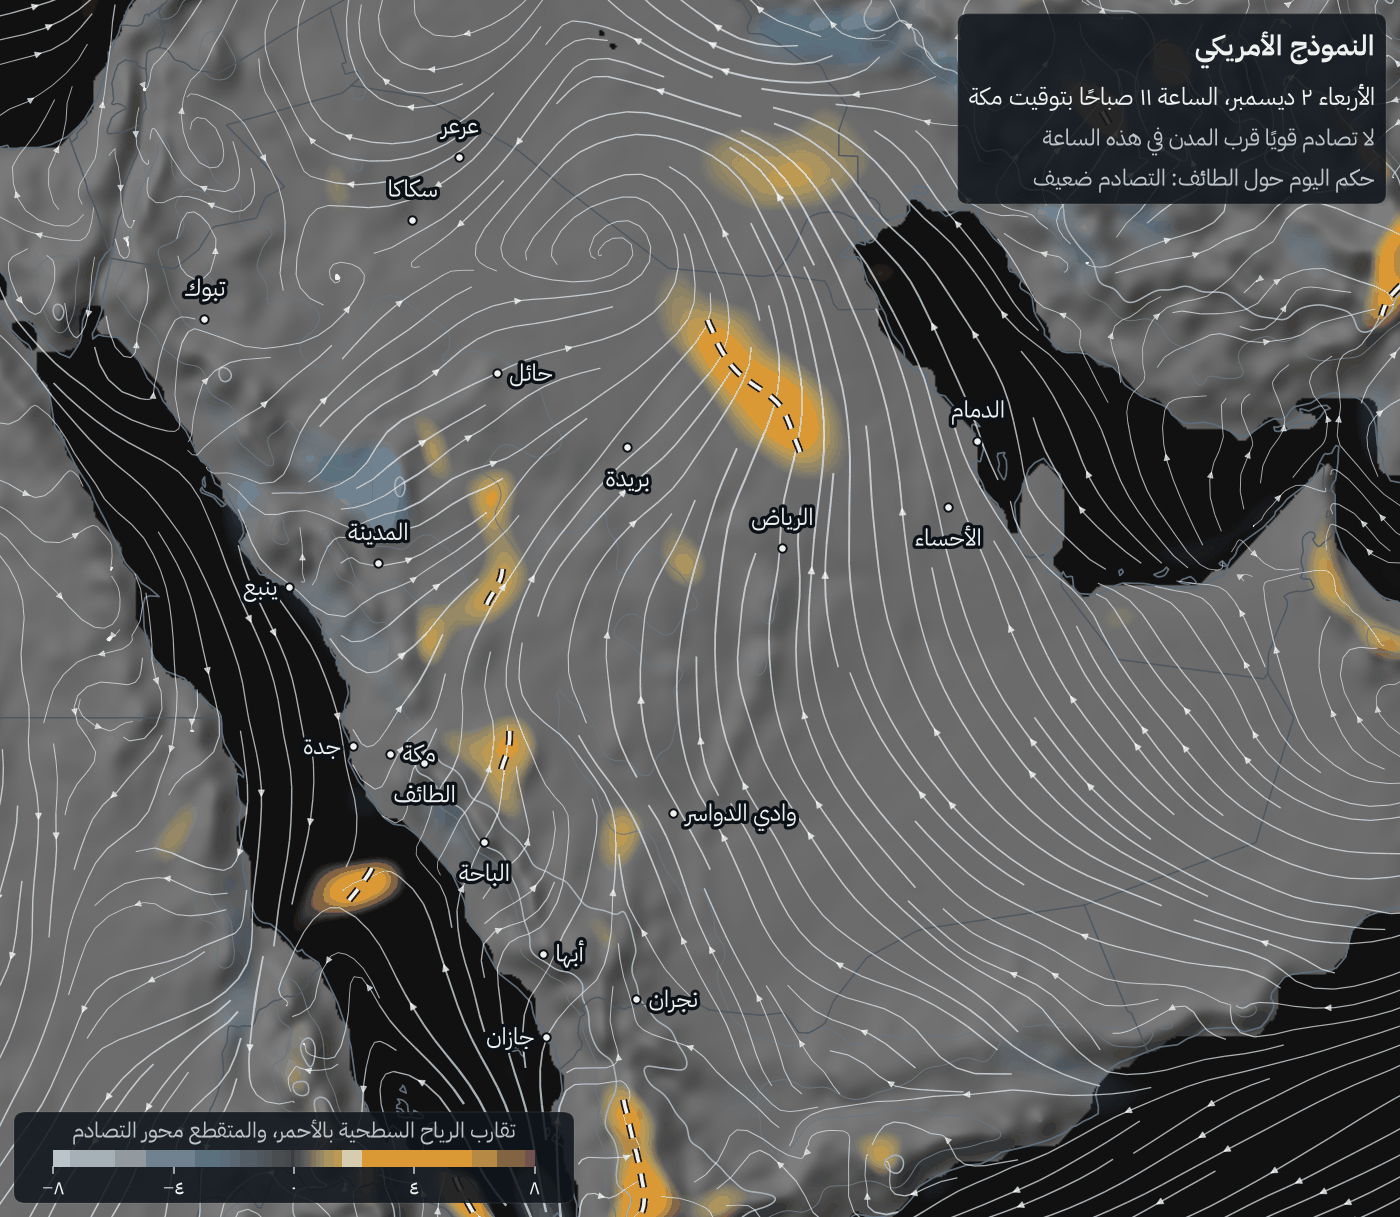 النموذج الأمريكي
الأربعاء ٢ ديسمبر، الساعة ١١ صباحًا بتوقيت مكة
لا تصادم قويًا قرب المدن في هذه الساعة
حكم اليوم حول الطائف: التصادم ضعيف
عرعر
سكاكا
تبوك
حائل
الدمام
بريدة
الرياض
المدينة
الأحساء
ينبع
جدة
مكة
الطائف
وادي الدواسر
الباحة
أبها
نجران
جازان
تقارب الرياح السطحية بالأحمر، والمتقطع محور التصادم
−٨ −٤ ٠ ٤ ٨